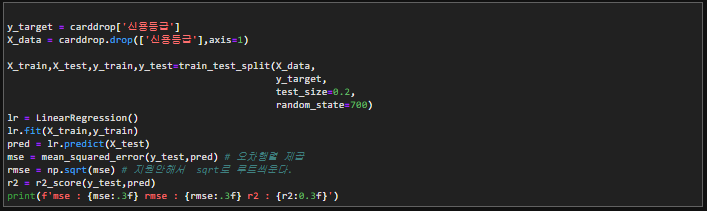 y_target = carddrop['신용등급']
X_data = carddrop.drop(['신용등급'],axis=1)
X_train,X_test,y_train,y_test=train_test_split(X_data,
y_target,
test_size=0.2,
random_state=700)
lr = LinearRegression()
lr.fit(X_train,y_train)
pred = lr.predict(X_test)
mse = mean_squared_error(y_test,pred) # 오차행렬 제곱
rmse = np.sqrt(mse) # 지원안해서 sqrt로 루트씌운다.
r2 = r2_score(y_test,pred)
print(f'mse : {mse:.3f} rmse : {rmse:.3f} r2 : {r2:0.3f}')